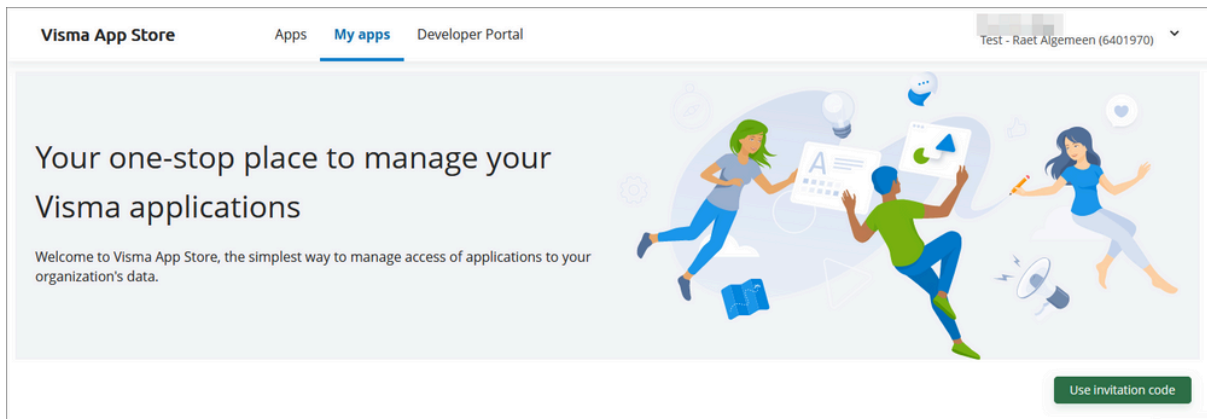 Visma App Store
Apps
My apps
Developer Portal
Test - Raet Algemeen (6401970)
Your one-stop place to manage your
Visma applications
Welcome to Visma App Store, the simplest way to manage access of applications to your
organization's data.
A
Use invitation code